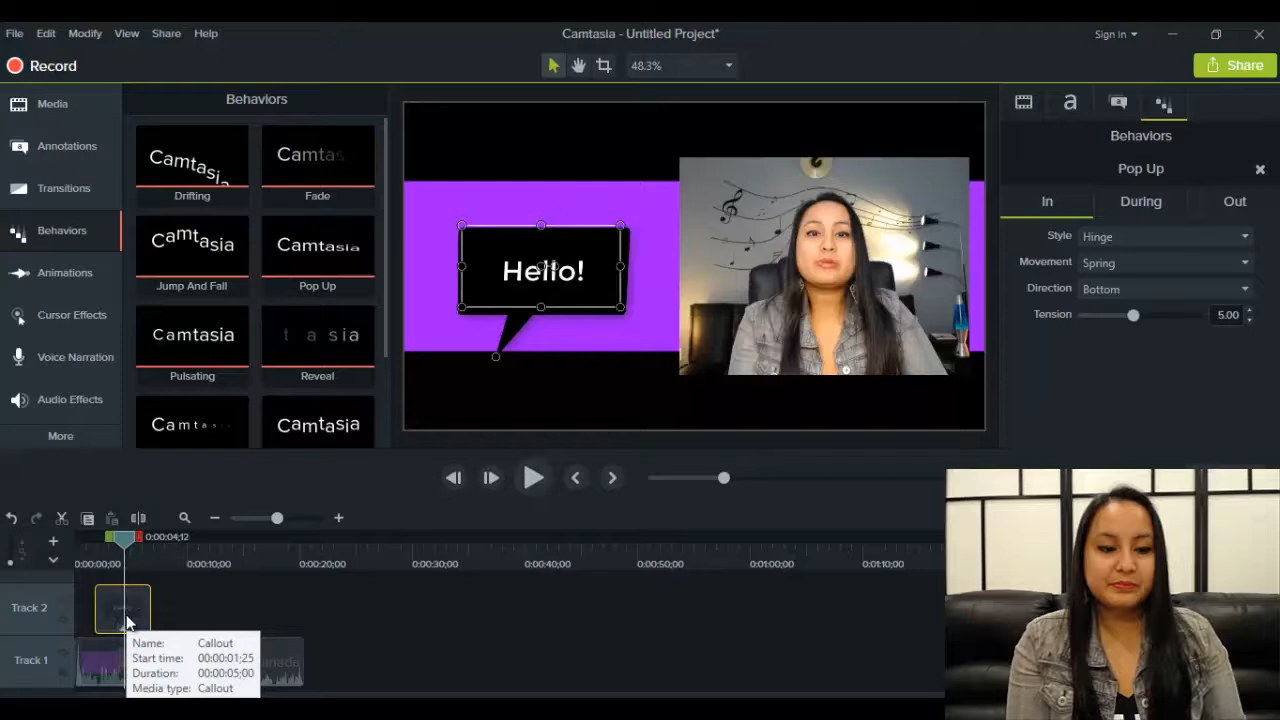 File Edit Modify View Share Help
Camtasia - Untitled Project*
Sign in
Record
48.3%
Share
Media
Annotations
Transitions
Behaviors
Animations
Cursor Effects
Voice Narration
Audio Effects
More
Behaviors
Camtasia
Drifting
Camtas
Fade
Camtasia
Jump And Fall
Camtasia
Pop Up
Camtasia
Pulsating
t a sia
Reveal
Camtas
Camtasia
Hello!
a
Behaviors
Pop Up
In During Out
Style Hinge
Movement Spring
Direction Bottom
Tension 5.00
0:00:04;12
0:00:00;00 0:00:10;00 0:00:20;00 0:00:30;00 0:00:40;00 0:00:50;00 0:01:00;00 0:01:10;00
Track 2
Track 1
Name: Callout
Start time: 00:00:01;25
Duration: 00:00:05;00
Media type: Callout